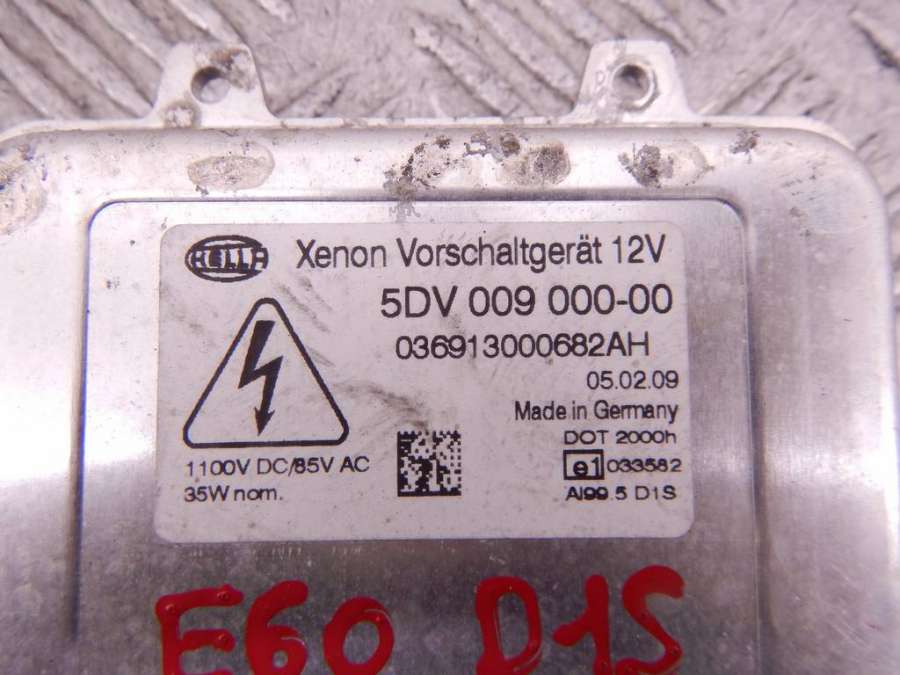 HELLA Xenon Vorschaltgerät 12V
5DV 009 000-00
036913000682AH
05.02.09
Made in Germany
DOT 2000h
1100V DC/85V AC
e1 033582
35W nom.
Al99.5 D1S
E60 D1S